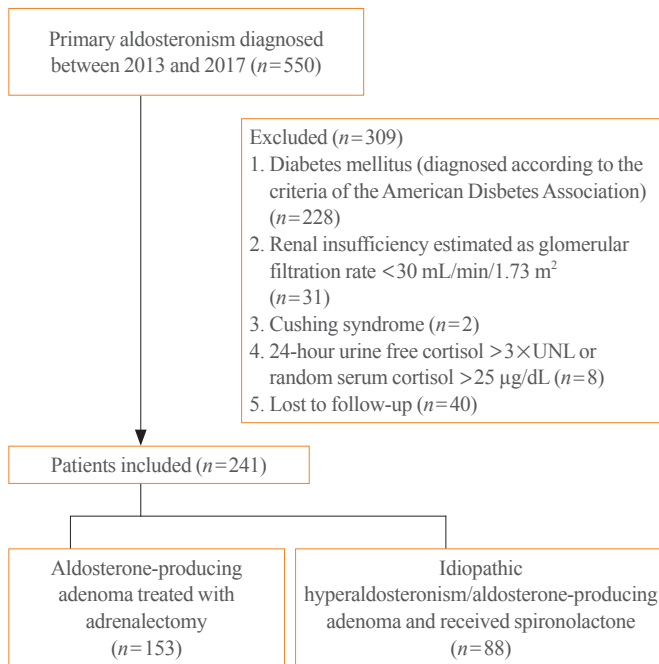 Primary aldosteronism diagnosed
between 2013 and 2017 (n=550)
Excluded (n=309)
1. Diabetes mellitus (diagnosed according to the
criteria of the American Disbetes Association)
(n=228)
2. Renal insufficiency estimated as glomerular
filtration rate <30 mL/min/1.73 m²
(n=31)
3. Cushing syndrome (n=2)
4. 24-hour urine free cortisol >3×UNL or
random serum cortisol >25 μg/dL (n=8)
5. Lost to follow-up (n=40)
Patients included (n=241)
Aldosterone-producing
adenoma treated with
adrenalectomy
(n=153)
Idiopathic
hyperaldosteronism/aldosterone-producing
adenoma and received spironolactone
(n=88)